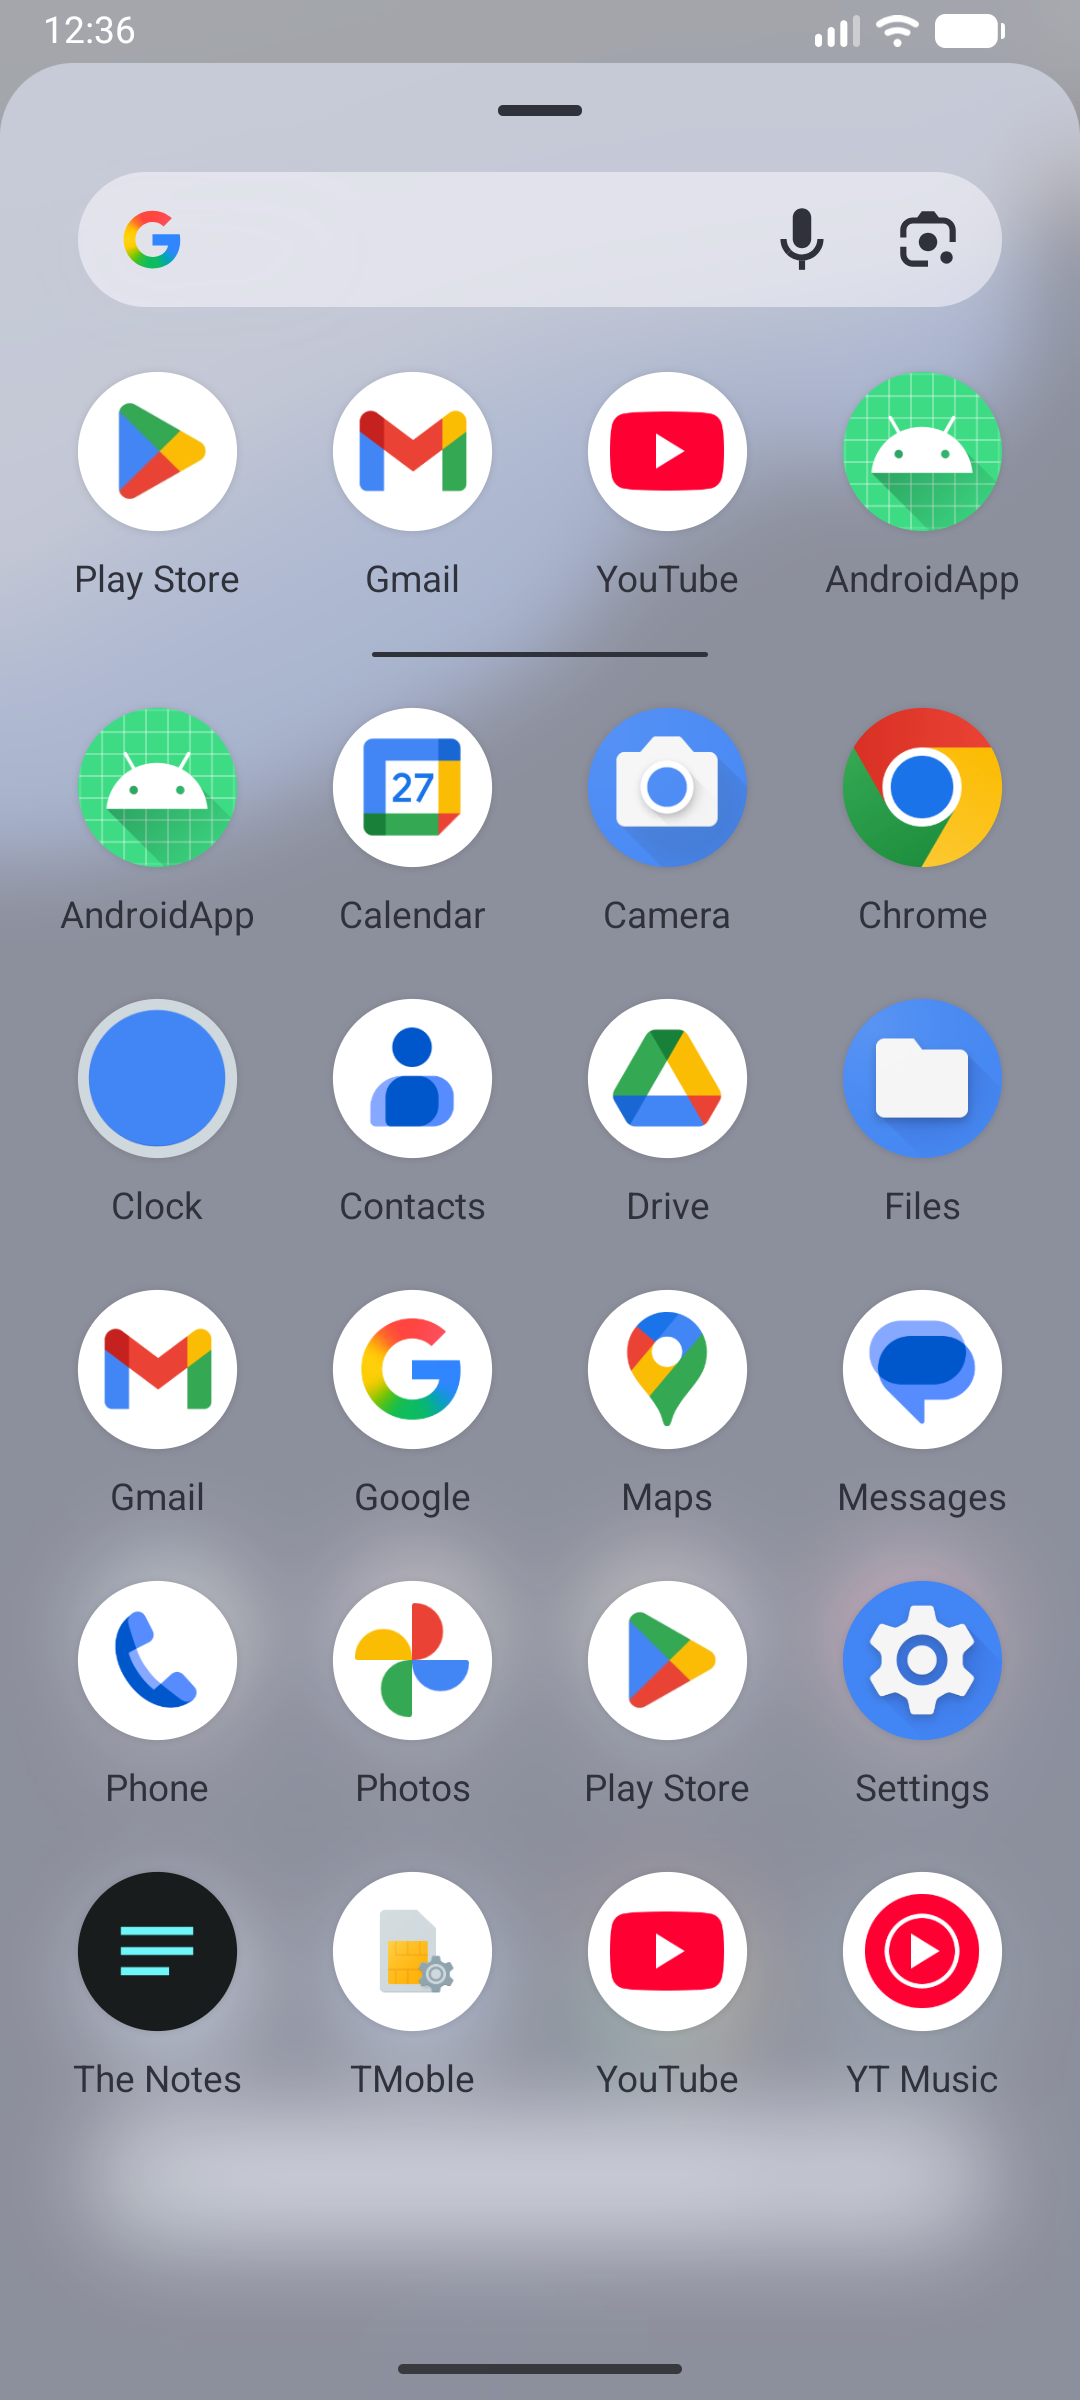 12:36
Play Store
Gmail
YouTube
AndroidApp
AndroidApp
27
Calendar
Camera
Chrome
Clock
Contacts
Drive
Files
Gmail
Google
Maps
Messages
Phone
Photos
Play Store
Settings
The Notes
TMoble
YouTube
YT Music